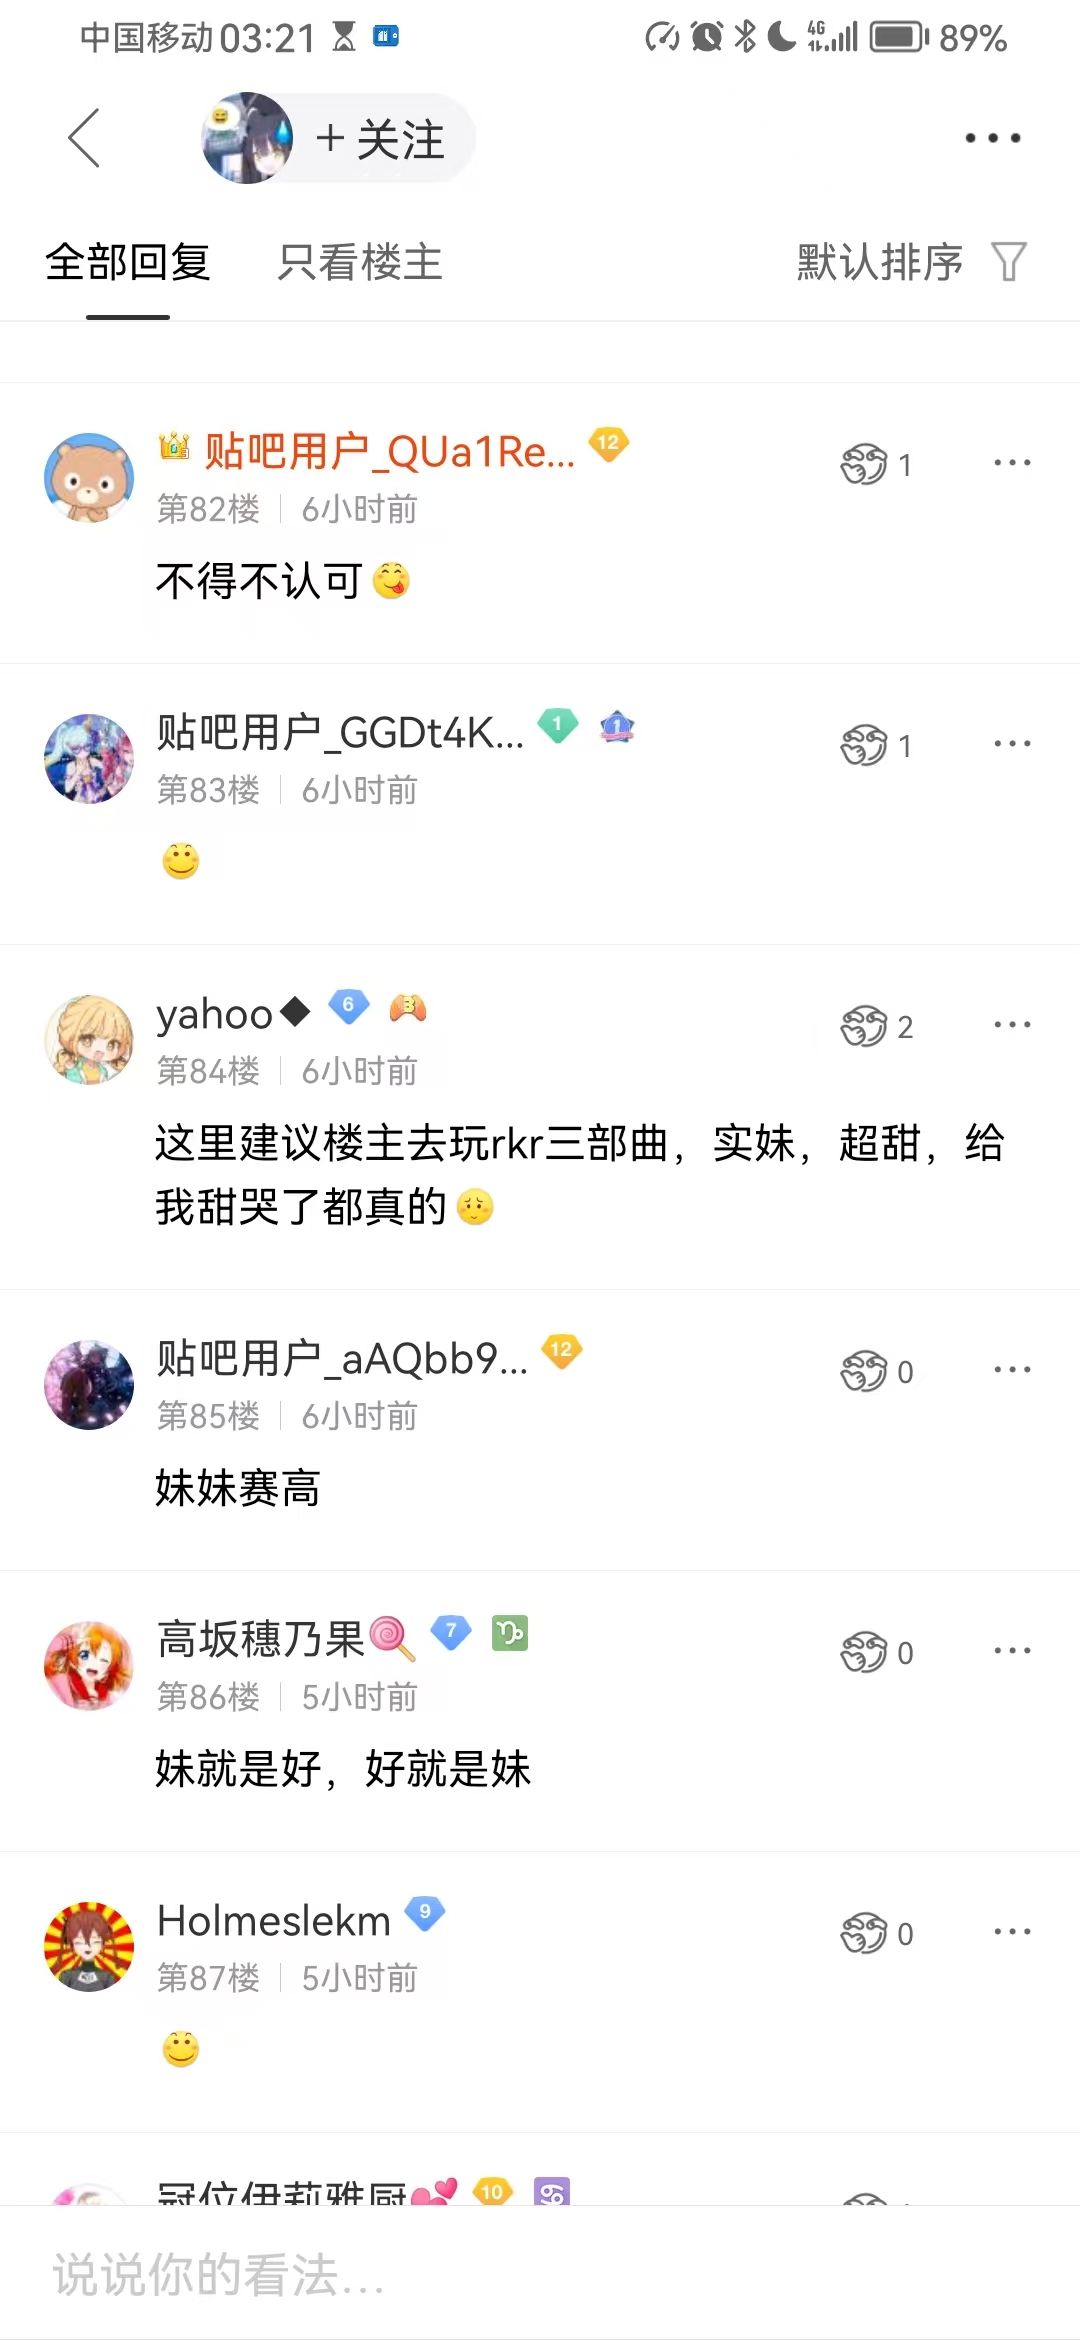 中国移动 03:21 4G 89%
+ 关注
全部回复 只看楼主 默认排序
贴吧用户_QUa1Re... 12 1
第82楼 6小时前
不得不认可
贴吧用户_GGDt4K... 1 1 1
第83楼 6小时前
yahoo◆ 6 3 2
第84楼 6小时前
这里建议楼主去玩rkr三部曲，实妹，超甜，给
我甜哭了都真的
贴吧用户_aAQbb9... 12 0
第85楼 6小时前
妹妹赛高
高坂穗乃果 7 0
第86楼 5小时前
妹就是好，好就是妹
Holmeslekm 9 0
第87楼 5小时前
冠位伊莉雅厨 10
说说你的看法...